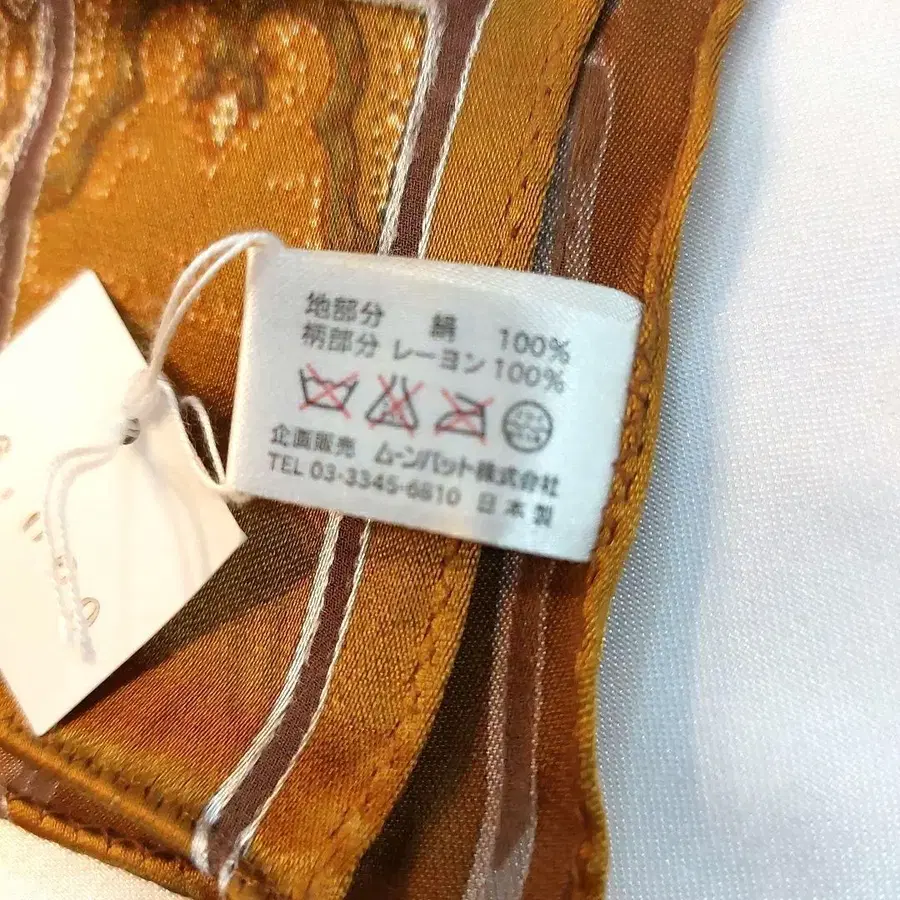 地部分 絹 100%
柄部分 レーヨン 100%
企画販売 ムーンバット株式会社
TEL 03-3345-6810 日本製